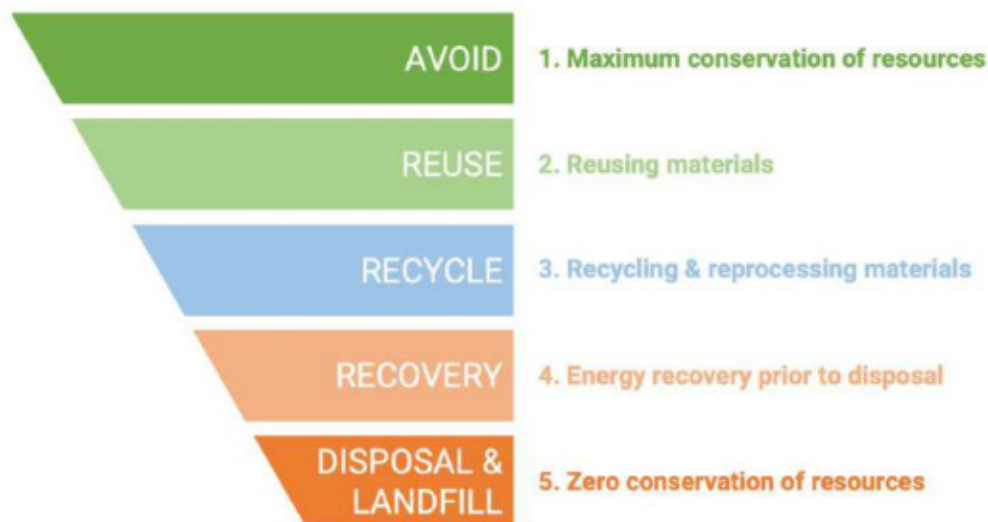 AVOID
1. Maximum conservation of resources
REUSE
2. Reusing materials
RECYCLE
3. Recycling & reprocessing materials
RECOVERY
4. Energy recovery prior to disposal
DISPOSAL &
LANDFILL
5. Zero conservation of resources